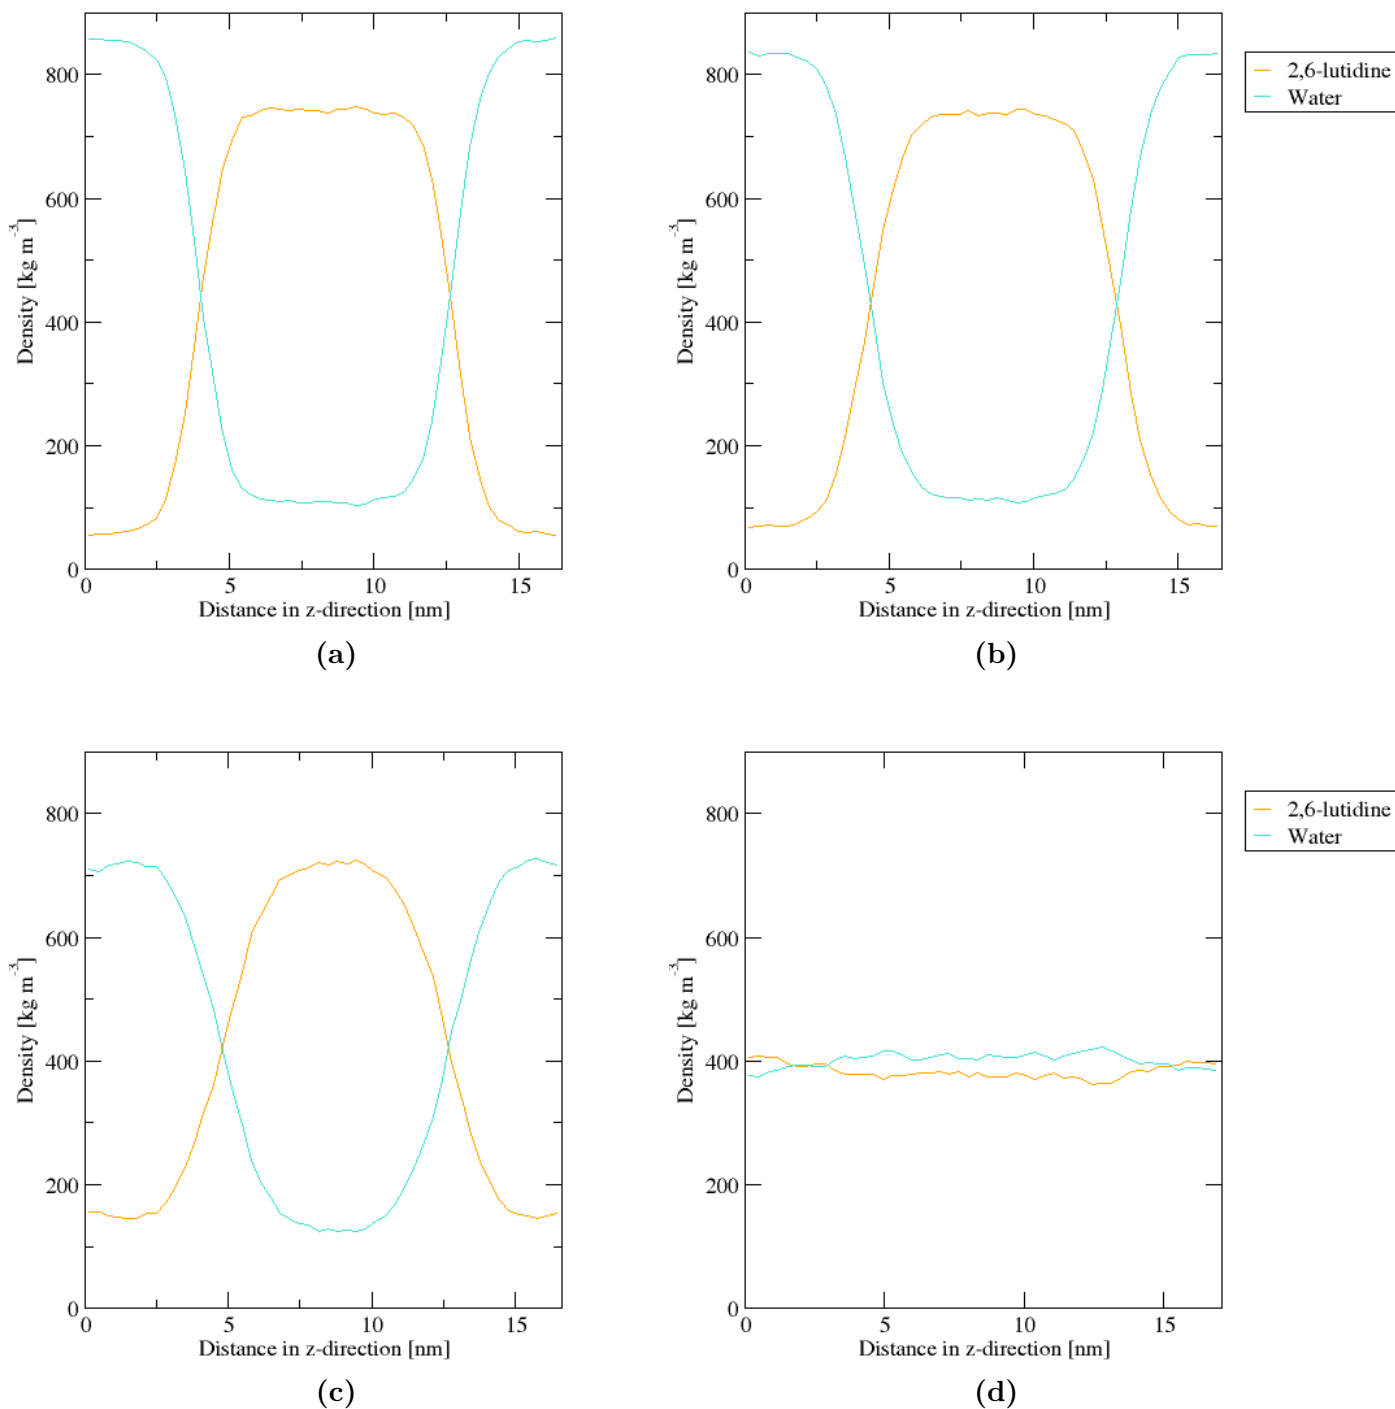 800
600
400
200
0
Density [kg m-3]
0 5 10 15
Distance in z-direction [nm]
(a)
800
600
400
200
0
Density [kg m-3]
0 5 10 15
Distance in z-direction [nm]
(b)
2,6-lutidine
Water
800
600
400
200
0
Density [kg m-3]
0 5 10 15
Distance in z-direction [nm]
(c)
800
600
400
200
0
Density [kg m-3]
0 5 10 15
Distance in z-direction [nm]
(d)
2,6-lutidine
Water